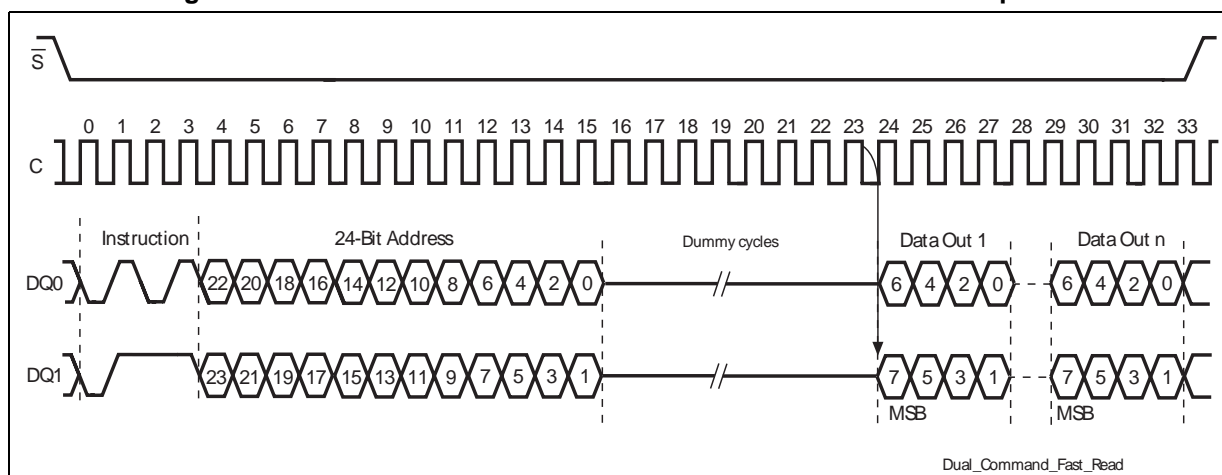 S
0 1 2 3 4 5 6 7 8 9 10 11 12 13 14 15 16 17 18 19 20 21 22 23 24 25 26 27 28 29 30 31 32 33
C
Instruction 24-Bit Address Dummy cycles Data Out 1 Data Out n
DQ0 22 20 18 16 14 12 10 8 6 4 2 0 6 4 2 0 6 4 2 0
DQ1 23 21 19 17 15 13 11 9 7 5 3 1 7 5 3 1 7 5 3 1
MSB MSB
Dual_Command_Fast_Read